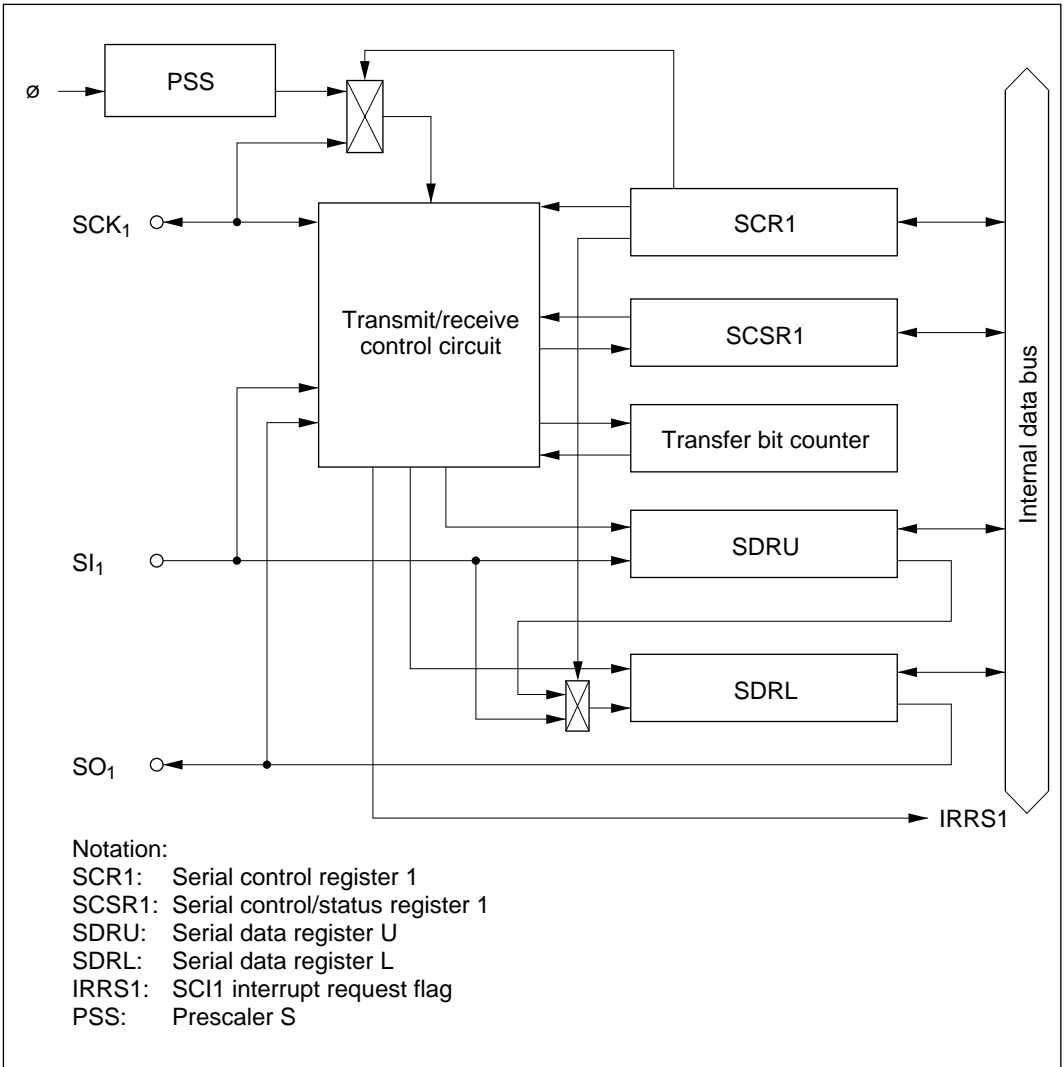 PSS
ø
SCK1
SCR1
Transmit/receive
control circuit
SCSR1
Transfer bit counter
Internal data bus
SI1
SDRU
SDRL
SO1
IRRS1
Notation:
SCR1: Serial control register 1
SCSR1: Serial control/status register 1
SDRU: Serial data register U
SDRL: Serial data register L
IRRS1: SCI1 interrupt request flag
PSS: Prescaler S